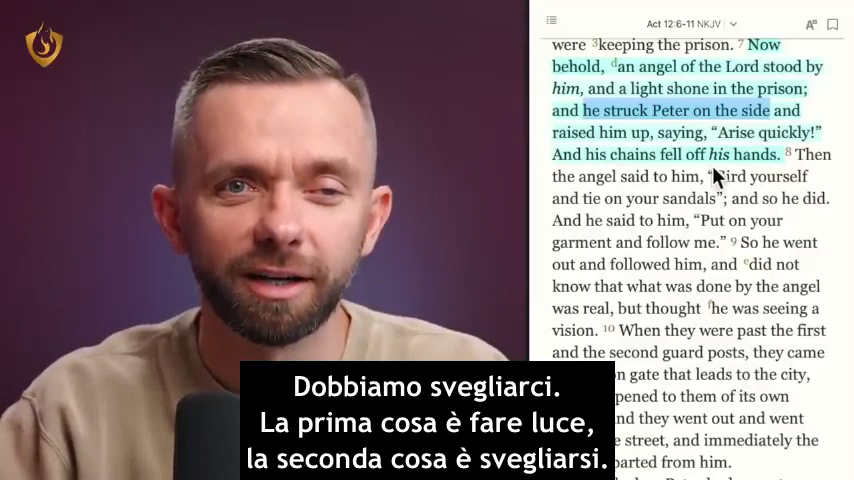 Act 12:6-11 NKJV
were 3keeping the prison. 7 Now
behold, dan angel of the Lord stood by
him, and a light shone in the prison;
and he struck Peter on the side and
raised him up, saying, “Arise quickly!”
And his chains fell off his hands. 8 Then
the angel said to him, “Gird yourself
and tie on your sandals”; and so he did.
And he said to him, “Put on your
garment and follow me.” 9 So he went
out and followed him, and edid not
know that what was done by the angel
was real, but thought fhe was seeing a
vision. 10 When they were past the first
and the second guard posts, they came
gate that leads to the city,
to them of its own
and they went out and went
street, and immediately the
from him.
Dobbiamo svegliarci.
La prima cosa è fare luce,
la seconda cosa è svegliarsi.